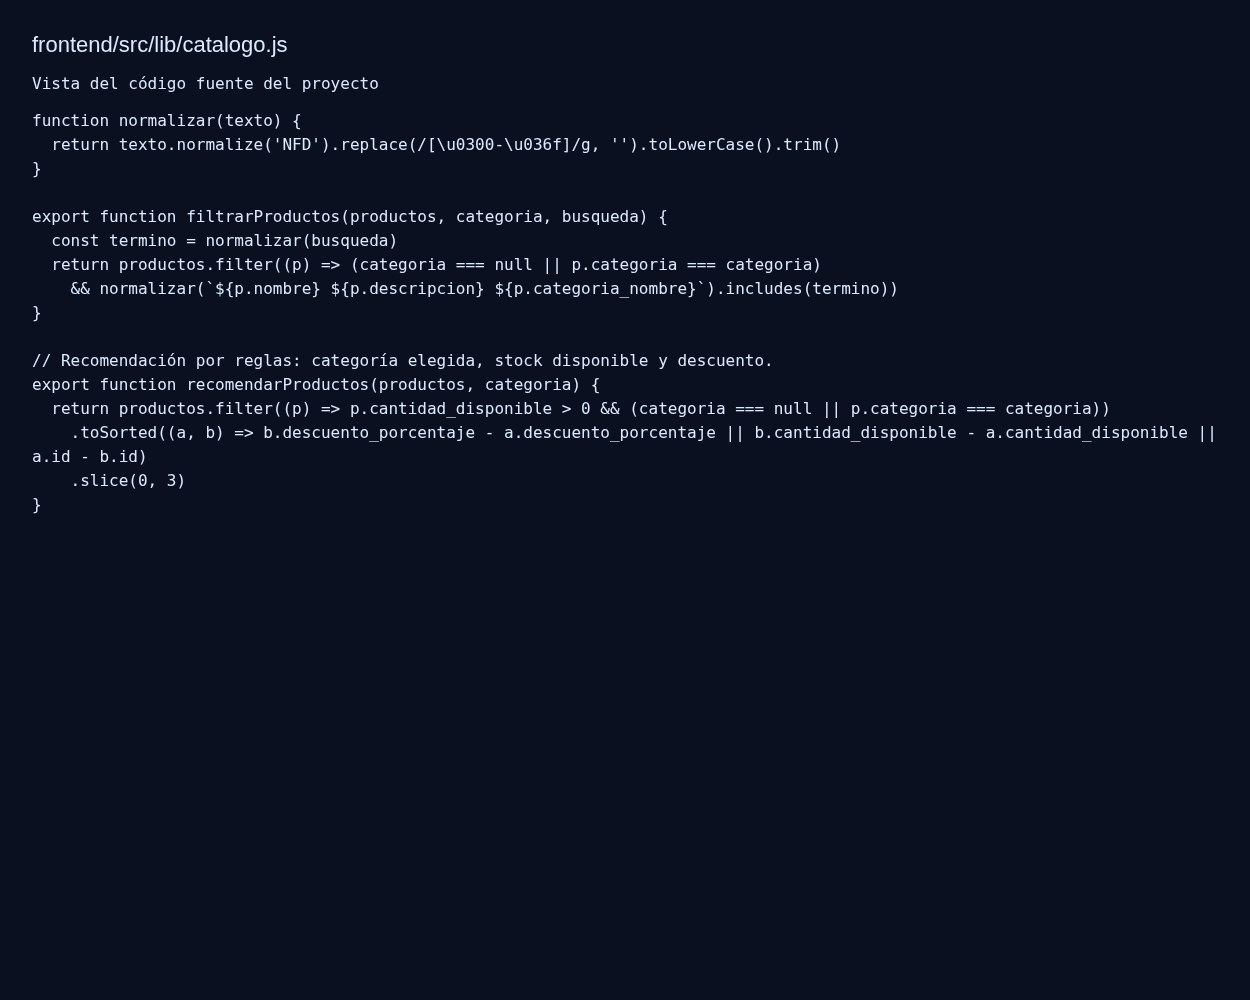 frontend/src/lib/catalogo.js
Vista del código fuente del proyecto
function normalizar(texto) {
  return texto.normalize('NFD').replace(/[\u0300-\u036f]/g, '').toLowerCase().trim()
}

export function filtrarProductos(productos, categoria, busqueda) {
  const termino = normalizar(busqueda)
  return productos.filter((p) => (categoria === null || p.categoria === categoria)
    && normalizar(`${p.nombre} ${p.descripcion} ${p.categoria_nombre}`).includes(termino))
}

// Recomendación por reglas: categoría elegida, stock disponible y descuento.
export function recomendarProductos(productos, categoria) {
  return productos.filter((p) => p.cantidad_disponible > 0 && (categoria === null || p.categoria === categoria))
    .toSorted((a, b) => b.descuento_porcentaje - a.descuento_porcentaje || b.cantidad_disponible - a.cantidad_disponible ||
a.id - b.id)
    .slice(0, 3)
}